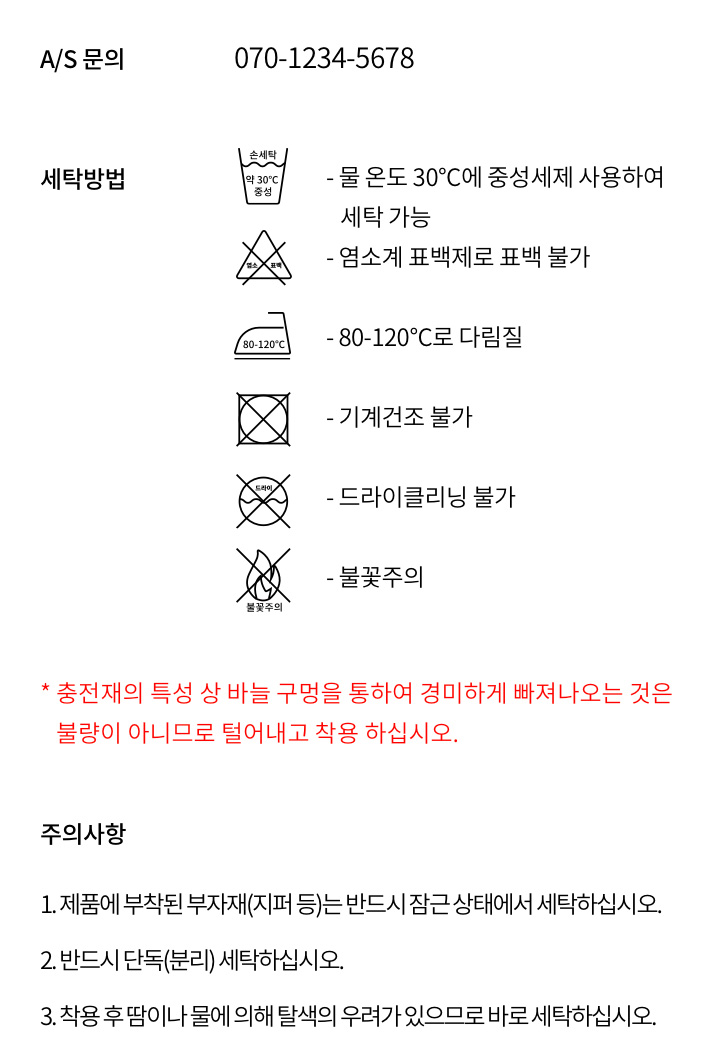 A/S 문의 070-1234-5678
세탁방법
손세탁
약 30℃
중성
- 물 온도 30℃에 중성세제 사용하여
세탁 가능
염소 표백
- 염소계 표백제로 표백 불가
80-120℃
- 80-120℃로 다림질
- 기계건조 불가
드라이
- 드라이클리닝 불가
불꽃주의
- 불꽃주의
* 충전재의 특성 상 바늘 구멍을 통하여 경미하게 빠져나오는 것은
불량이 아니므로 털어내고 착용 하십시오.
주의사항
1. 제품에 부착된 부자재(지퍼 등)는 반드시 잠근 상태에서 세탁하십시오.
2. 반드시 단독(분리) 세탁하십시오.
3. 착용 후 땀이나 물에 의해 탈색의 우려가 있으므로 바로 세탁하십시오.